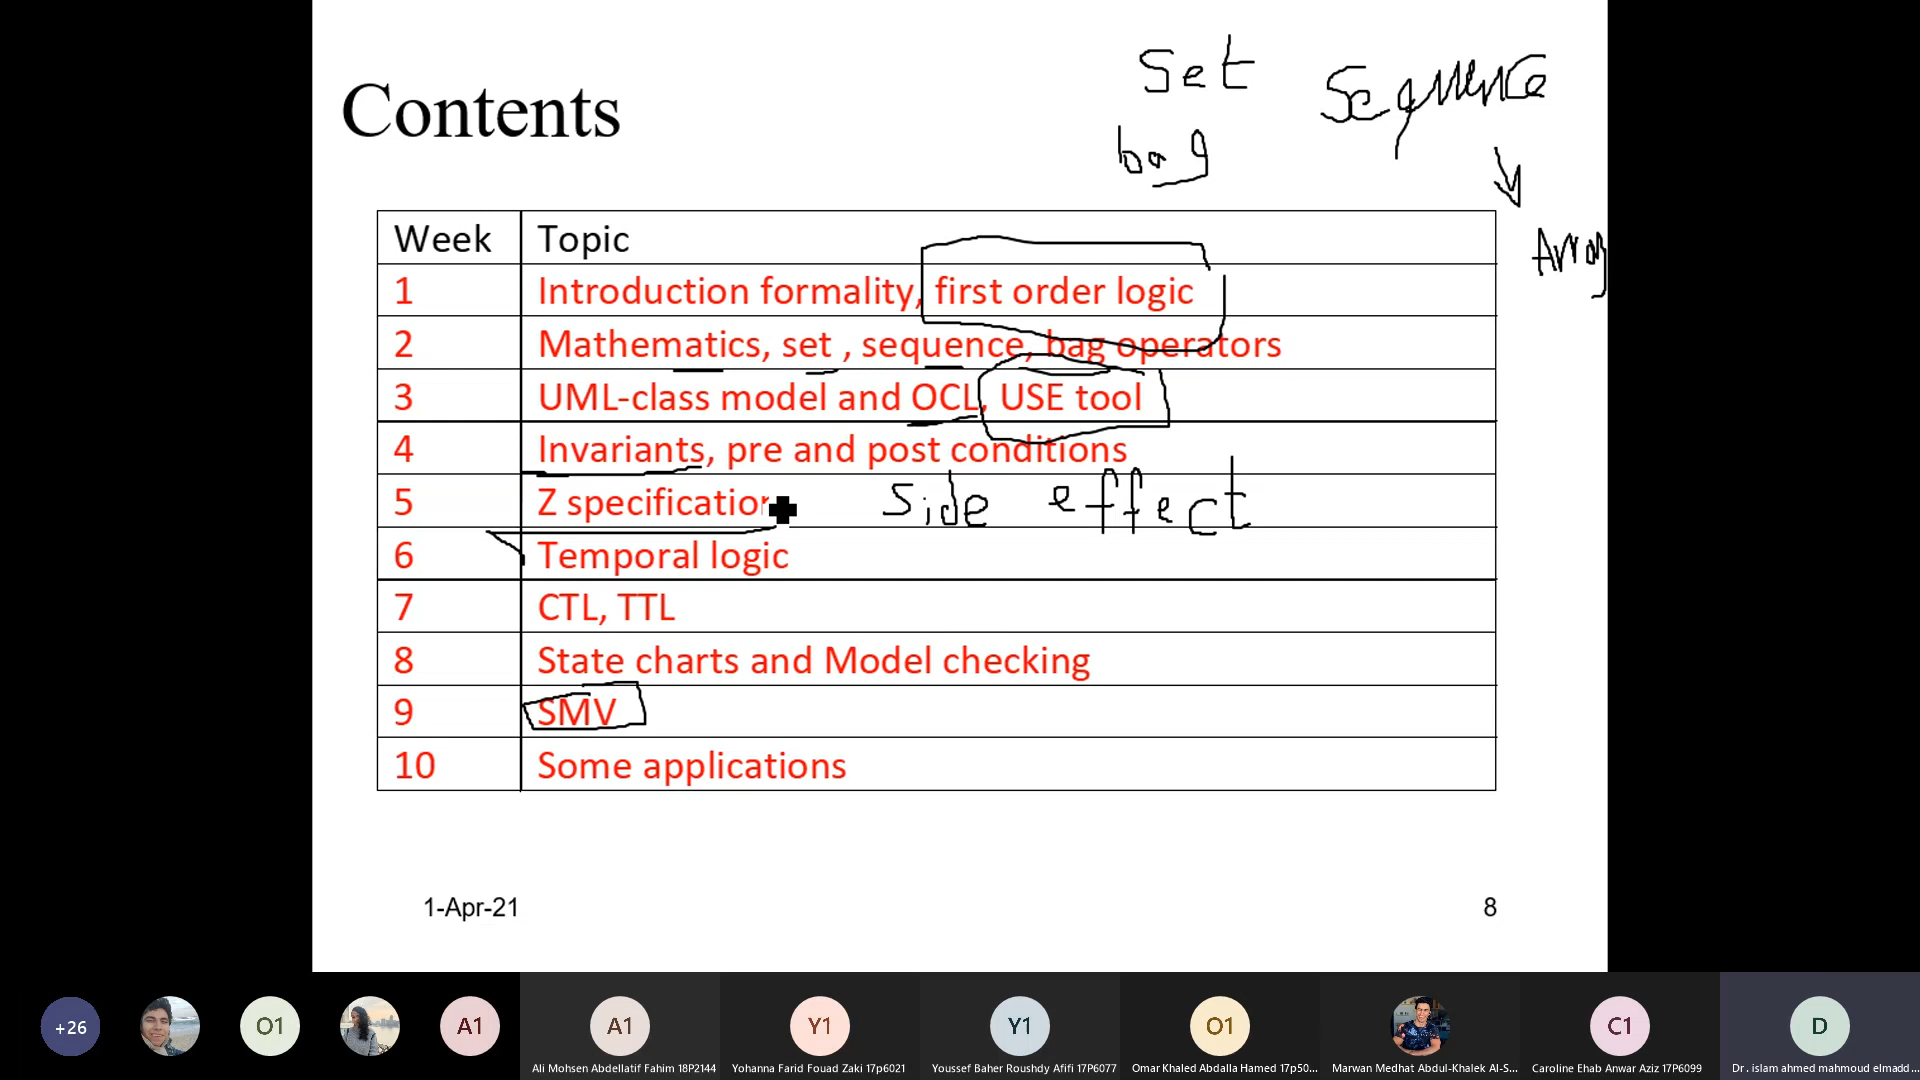 Set Sequence
Contents
bag
Array
Week Topic
1 Introduction formality, first order logic
2 Mathematics, set , sequence, bag operators
3 UML-class model and OCL, USE tool
4 Invariants, pre and post conditions
5 Z specification side effect
6 Temporal logic
7 CTL, TTL
8 State charts and Model checking
9 SMV
10 Some applications
1-Apr-21 8
+26 O1 A1 A1 Y1 Y1 O1 C1 D
Ali Mohsen Abdellatif Fahim 18P2144 Yohanna Farid Fouad Zaki 17p6021 Youssef Baher Roushdy Afifi 17P6077 Omar Khaled Abdalla Hamed 17p50... Marwan Medhat Abdul-Khalek Al-S... Caroline Ehab Anwar Aziz 17P6099 Dr. islam ahmed mahmoud elmadd...